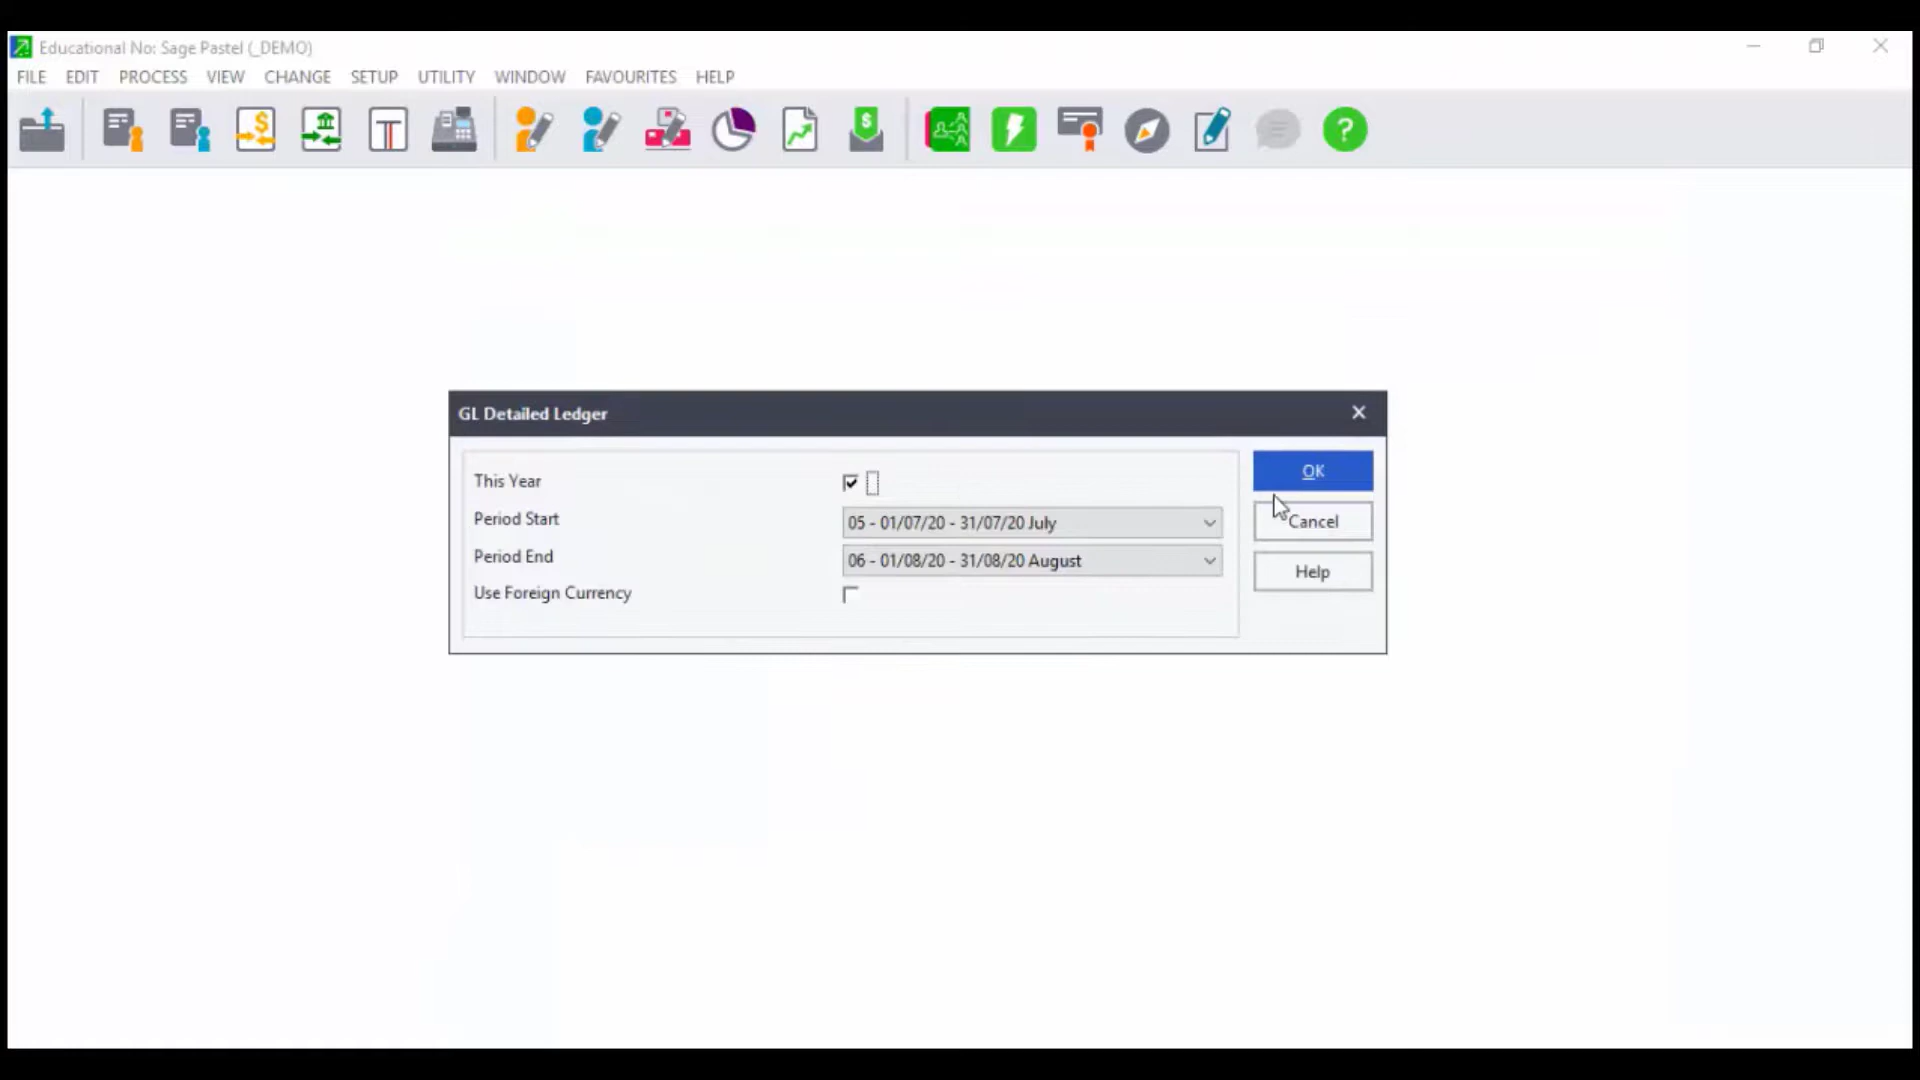 Educational No: Sage Pastel (_DEMO)
FILE EDIT PROCESS VIEW CHANGE SETUP UTILITY WINDOW FAVOURITES HELP
GL Detailed Ledger
This Year
OK
Period Start 05 - 01/07/20 - 31/07/20 July
Cancel
Period End 06 - 01/08/20 - 31/08/20 August
Help
Use Foreign Currency